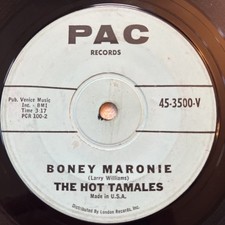 PAC
RECORDS
Pub. Venice Music
Inc. - BMI
Time 3:17
PCR 100-2
45-3500-V
BONEY MARONIE
(Larry Williams)
THE HOT TAMALES
Made in U.S.A.
Distributed By London Records, Inc.